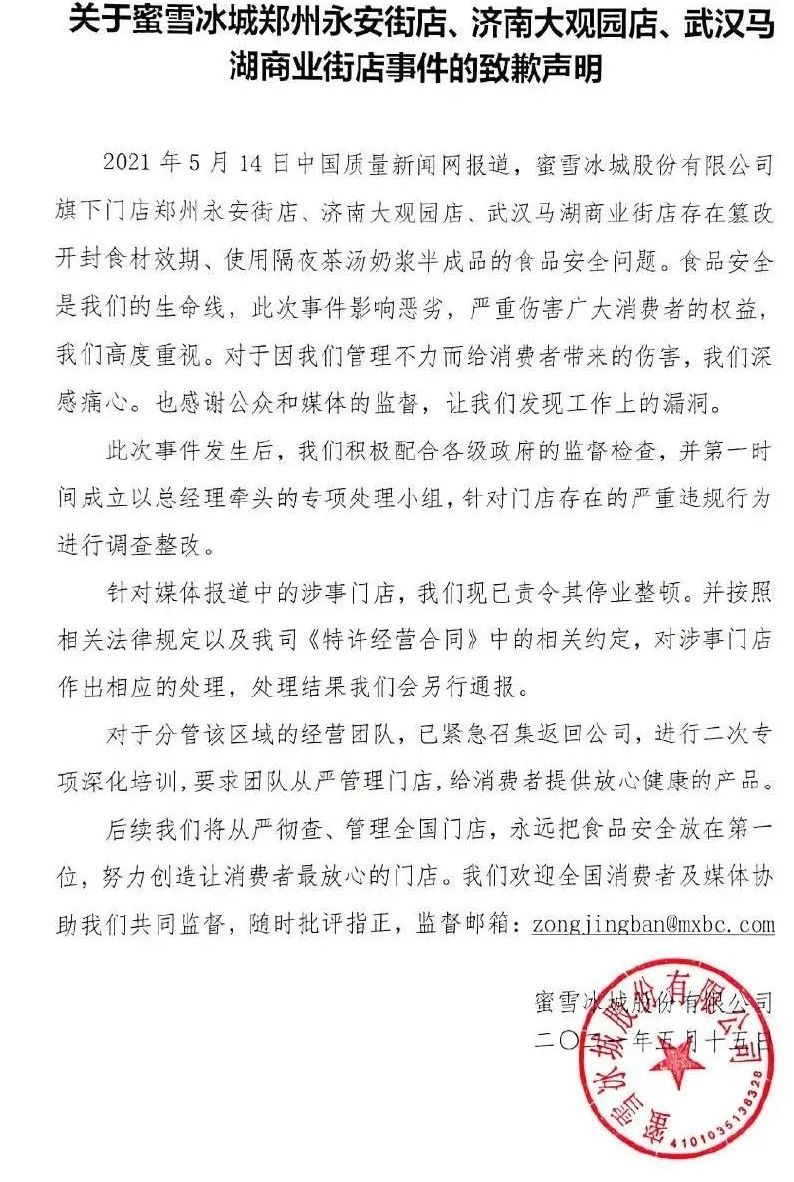 关于蜜雪冰城郑州永安街店、济南大观园店、武汉马
湖商业街店事件的致歉声明
2021年5月14日中国质量新闻网报道，蜜雪冰城股份有限公司
旗下门店郑州永安街店、济南大观园店、武汉马湖商业街店存在篡改
开封食材效期、使用隔夜茶汤奶浆半成品的食品安全问题。食品安全
是我们的生命线，此次事件影响恶劣，严重伤害广大消费者的权益，
我们高度重视。对于因我们管理不力而给消费者带来的伤害，我们深
感痛心。也感谢公众和媒体的监督，让我们发现工作上的漏洞。
此次事件发生后，我们积极配合各级政府的监督检查，并第一时
间成立以总经理牵头的专项处理小组，针对门店存在的严重违规行为
进行调查整改。
针对媒体报道中的涉事门店，我们现已责令其停业整顿。并按照
相关法律规定以及我司《特许经营合同》中的相关约定，对涉事门店
作出相应的处理，处理结果我们会另行通报。
对于分管该区域的经营团队，已紧急召集返回公司，进行二次专
项深化培训，要求团队从严管理门店，给消费者提供放心健康的产品。
后续我们将从严彻查、管理全国门店，永远把食品安全放在第一
位，努力创造让消费者最放心的门店。我们欢迎全国消费者及媒体协
助我们共同监督，随时批评指正，监督邮箱：zongjingban@mxbc.com
蜜雪冰城股份有限公司
二〇二一年五月十五日
蜜雪冰城股份有限公司
4101035138328